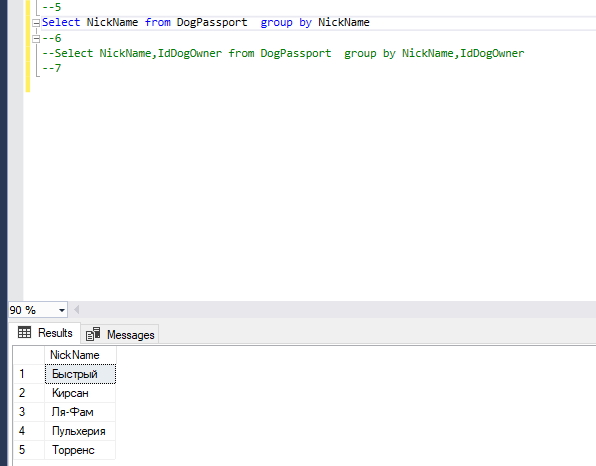 --5
Select NickName from DogPassport  group by NickName
--6
--Select NickName,IdDogOwner from DogPassport  group by NickName,IdDogOwner
--7
90 %
Results Messages
NickName
1 Быстрый
2 Кирсан
3 Ля-Фам
4 Пульхерия
5 Торренс